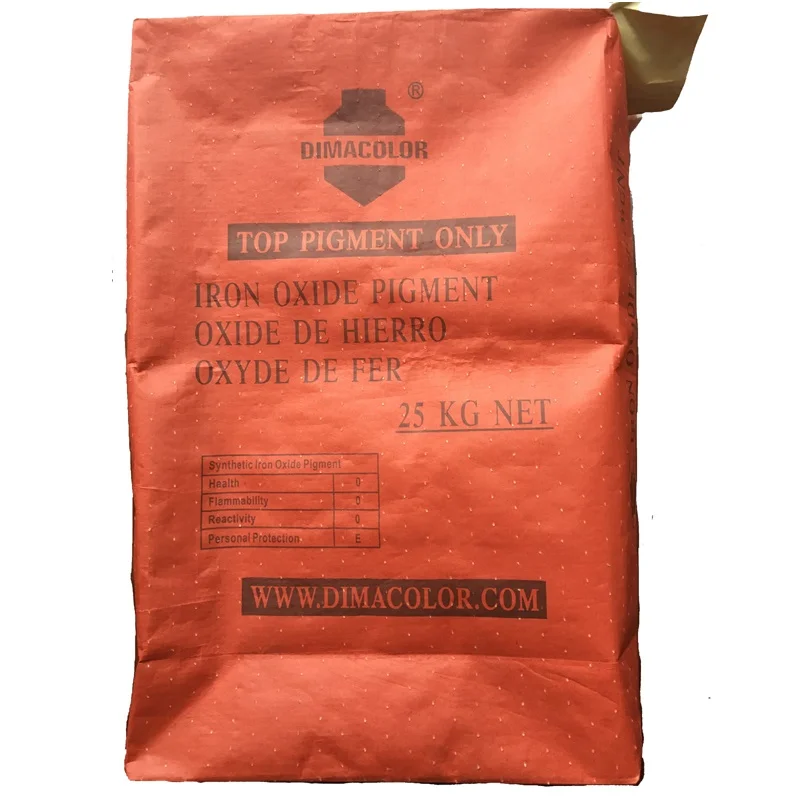 ®
DIMACOLOR
TOP PIGMENT ONLY
IRON OXIDE PIGMENT
OXIDE DE HIERRO
OXYDE DE FER
25 KG NET
Synthetic Iron Oxide Pigment
Health 0
Flammability 0
Reactivity 0
Personal Protection E
WWW.DIMACOLOR.COM